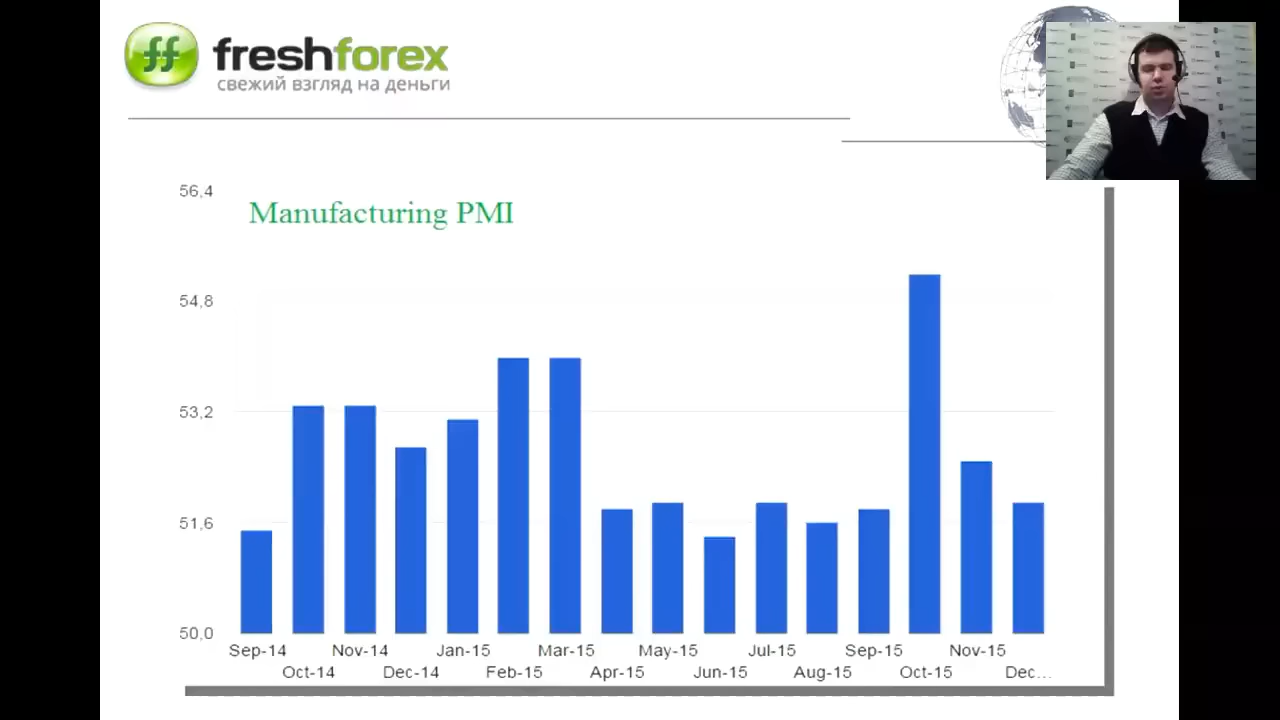 freshforex
свежий взгляд на деньги
Manufacturing PMI
56,4
54,8
53,2
51,6
50,0
Sep-14 Nov-14 Jan-15 Mar-15 May-15 Jul-15 Sep-15 Nov-15
Oct-14 Dec-14 Feb-15 Apr-15 Jun-15 Aug-15 Oct-15 Dec...